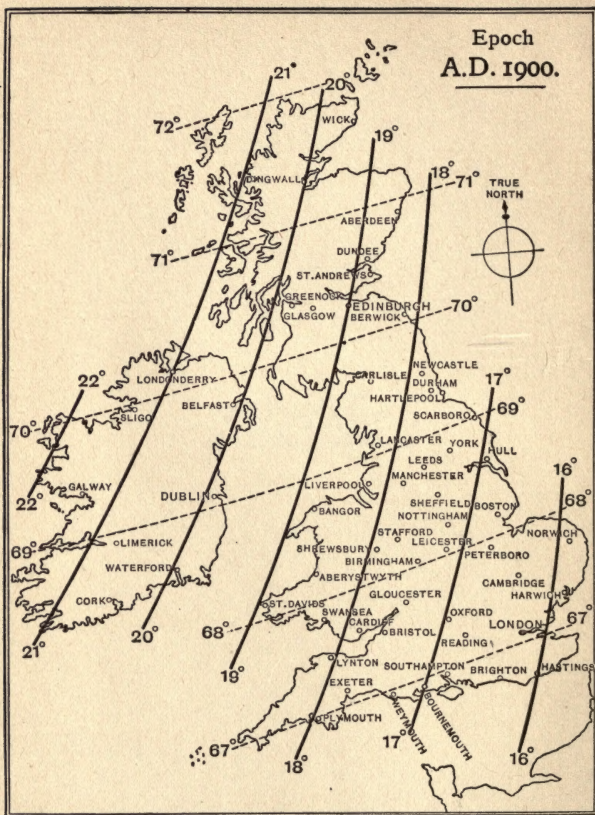 Epoch
A.D. 1900.
21°
20°
72°
WICK
19°
DINGWALL
18°
71°
TRUE
NORTH
ABERDEEN
71°
DUNDEE
ST. ANDREWS
GREENOCK
EDINBURGH
70°
GLASGOW
BERWICK
NEWCASTLE
LONDONDERRY
CARLISLE
DURHAM
22°
HARTLEPOOL
17°
BELFAST
SLIGO
SCARBORO
69°
70°
LANCASTER
YORK
HULL
LEEDS
16°
MANCHESTER
GALWAY
LIVERPOOL
DUBLIN
22°
SHEFFIELD
BOSTON
68°
BANGOR
NOTTINGHAM
STAFFORD
NORWICH
LIMERICK
LEICESTER
69°
SHREWSBURY
PETERBORO
BIRMINGHAM
WATERFORD
ABERYSTWYTH
CAMBRIDGE
HARWICH
CORK
GLOUCESTER
ST. DAVIDS
SWANSEA
OXFORD
67°
LONDON
CARDIFF
20°
68°
BRISTOL
READING
21°
LYNTON
SOUTHAMPTON
BRIGHTON
HASTINGS
19°
EXETER
PLYMOUTH
WEYMOUTH
BOURNEMOUTH
17°
67°
16°
18°